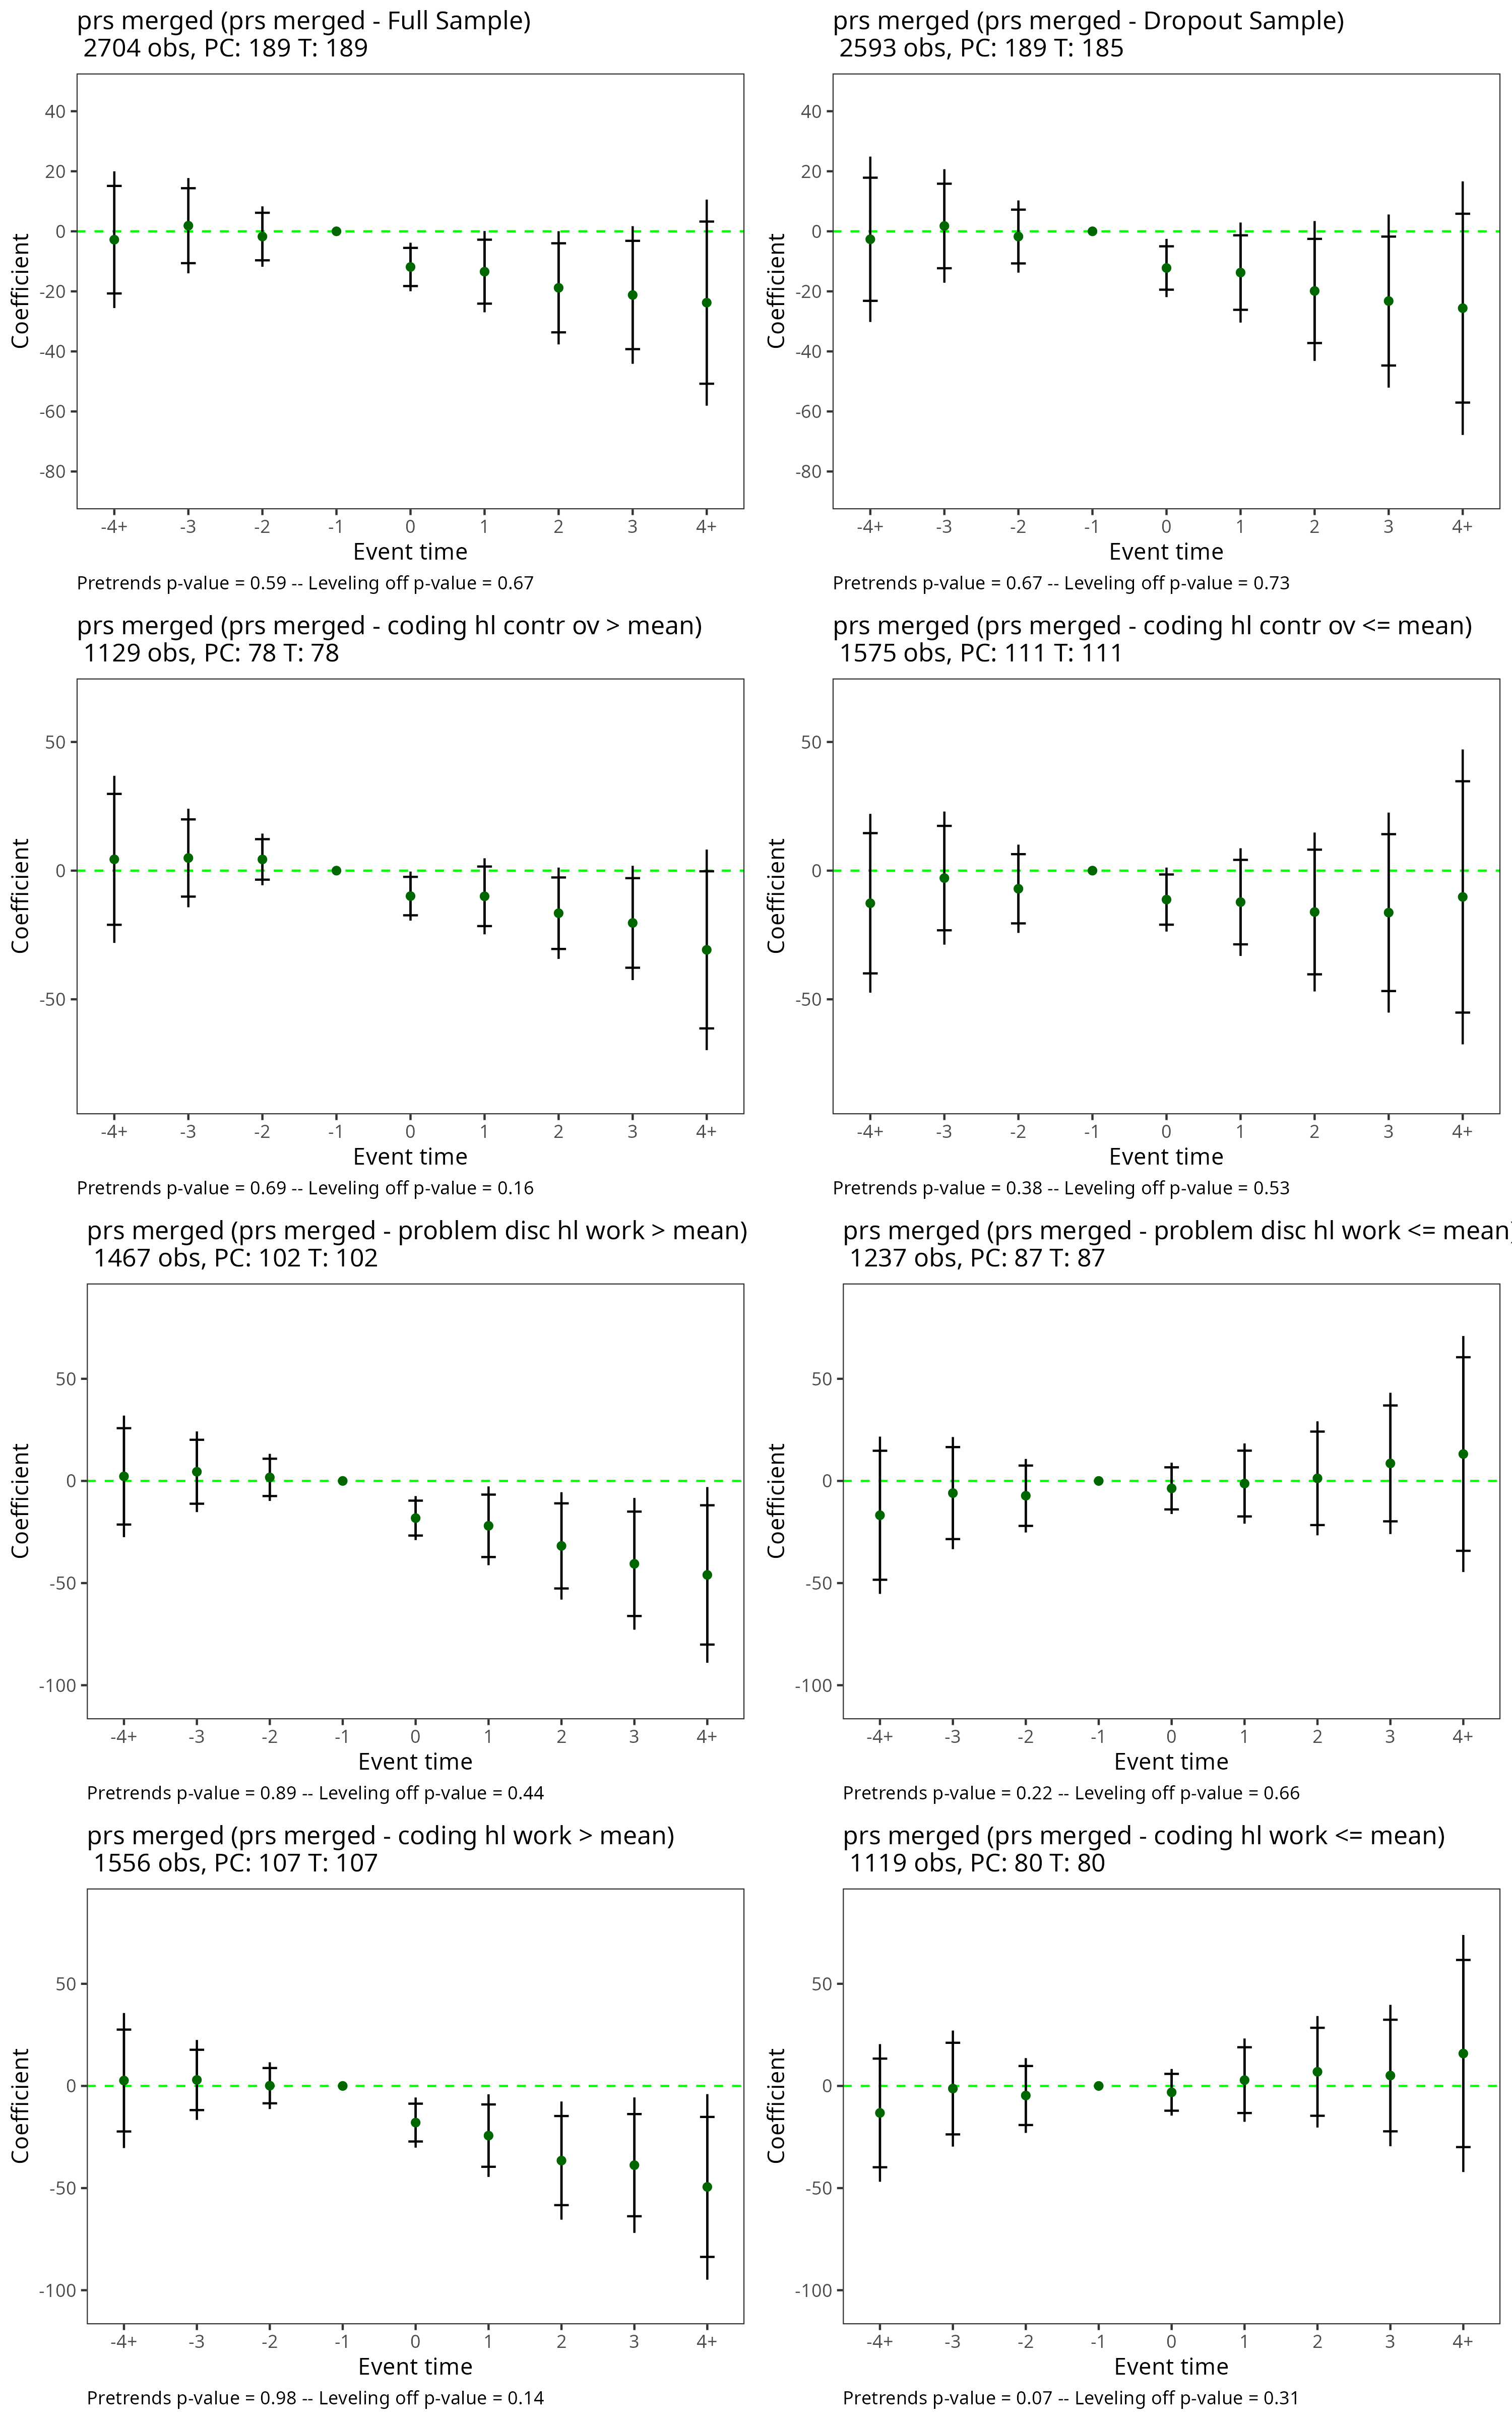 prs merged (prs merged - Full Sample)
2704 obs, PC: 189 T: 189
40
20
0
-20
-40
-60
-80
Coefficient
-4+ -3 -2 -1 0 1 2 3 4+
Event time
Pretrends p-value = 0.59 -- Leveling off p-value = 0.67
prs merged (prs merged - Dropout Sample)
2593 obs, PC: 189 T: 185
40
20
0
-20
-40
-60
-80
Coefficient
-4+ -3 -2 -1 0 1 2 3 4+
Event time
Pretrends p-value = 0.67 -- Leveling off p-value = 0.73
prs merged (prs merged - coding hl contr ov > mean)
1129 obs, PC: 78 T: 78
50
0
-50
Coefficient
-4+ -3 -2 -1 0 1 2 3 4+
Event time
Pretrends p-value = 0.69 -- Leveling off p-value = 0.16
prs merged (prs merged - coding hl contr ov <= mean)
1575 obs, PC: 111 T: 111
50
0
-50
Coefficient
-4+ -3 -2 -1 0 1 2 3 4+
Event time
Pretrends p-value = 0.38 -- Leveling off p-value = 0.53
prs merged (prs merged - problem disc hl work > mean)
1467 obs, PC: 102 T: 102
50
0
-50
-100
Coefficient
-4+ -3 -2 -1 0 1 2 3 4+
Event time
Pretrends p-value = 0.89 -- Leveling off p-value = 0.44
prs merged (prs merged - problem disc hl work <= mean)
1237 obs, PC: 87 T: 87
50
0
-50
-100
Coefficient
-4+ -3 -2 -1 0 1 2 3 4+
Event time
Pretrends p-value = 0.22 -- Leveling off p-value = 0.66
prs merged (prs merged - coding hl work > mean)
1556 obs, PC: 107 T: 107
50
0
-50
-100
Coefficient
-4+ -3 -2 -1 0 1 2 3 4+
Event time
Pretrends p-value = 0.98 -- Leveling off p-value = 0.14
prs merged (prs merged - coding hl work <= mean)
1119 obs, PC: 80 T: 80
50
0
-50
-100
Coefficient
-4+ -3 -2 -1 0 1 2 3 4+
Event time
Pretrends p-value = 0.07 -- Leveling off p-value = 0.31